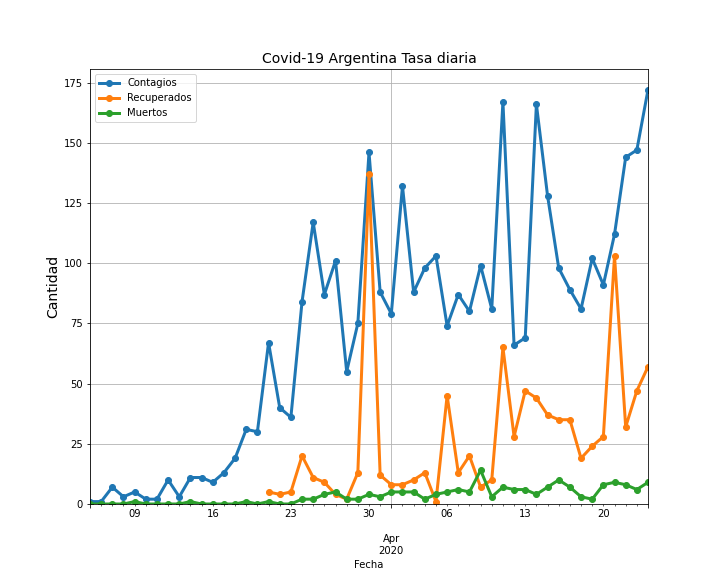 Covid-19 Argentina Tasa diaria
Contagios
Recuperados
Muertos
175
150
125
100
75
50
25
0
Cantidad
09 16 23 30 06 13 20
Apr
2020
Fecha